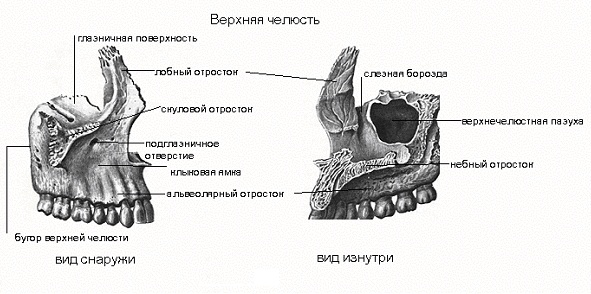 Верхняя челюсть
глазничная поверхность
лобный отросток
слезная борозда
скуловой отросток
верхнечелюстная пазуха
подглазничное
отверстие
небный отросток
клыковая ямка
альвеолярный отросток
бугор верхней челюсти
вид снаружи
вид изнутри